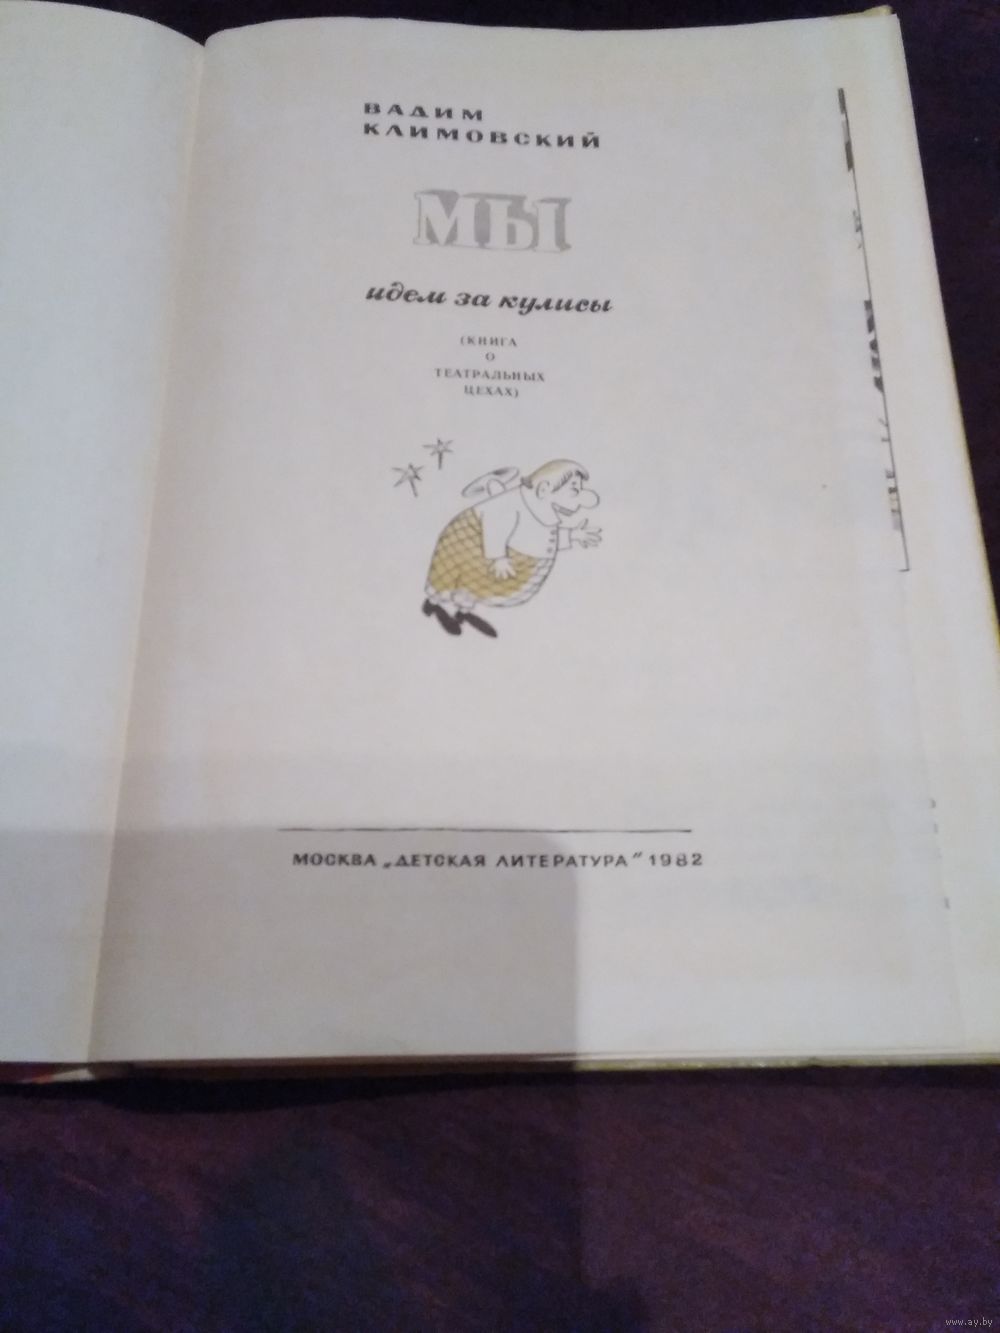 ВАДИМ
КЛИМОВСКИЙ
МЫ
идем за кулисы
(КНИГА
О
ТЕАТРАЛЬНЫХ
ЦЕХАХ)
МОСКВА „ДЕТСКАЯ ЛИТЕРАТУРА" 1982
www.ay.by